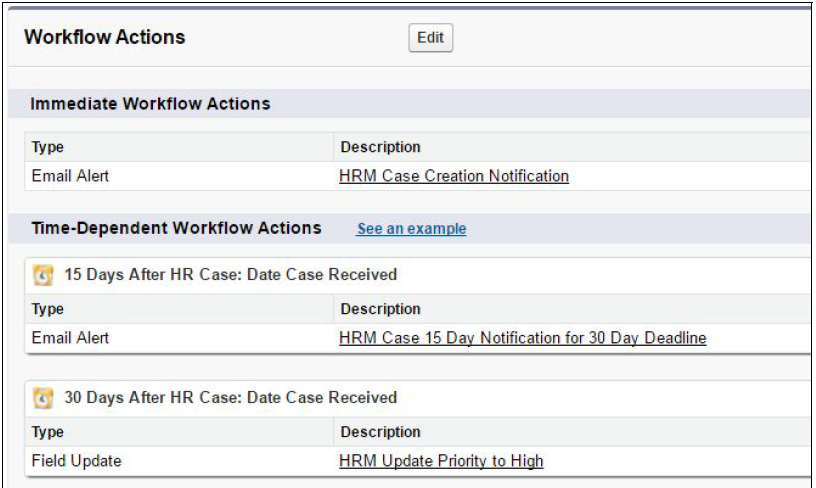 Workflow Actions Edit
Immediate Workflow Actions
Type Description
Email Alert HRM Case Creation Notification
Time-Dependent Workflow Actions See an example
15 Days After HR Case: Date Case Received
Type Description
Email Alert HRM Case 15 Day Notification for 30 Day Deadline
30 Days After HR Case: Date Case Received
Type Description
Field Update HRM Update Priority to High